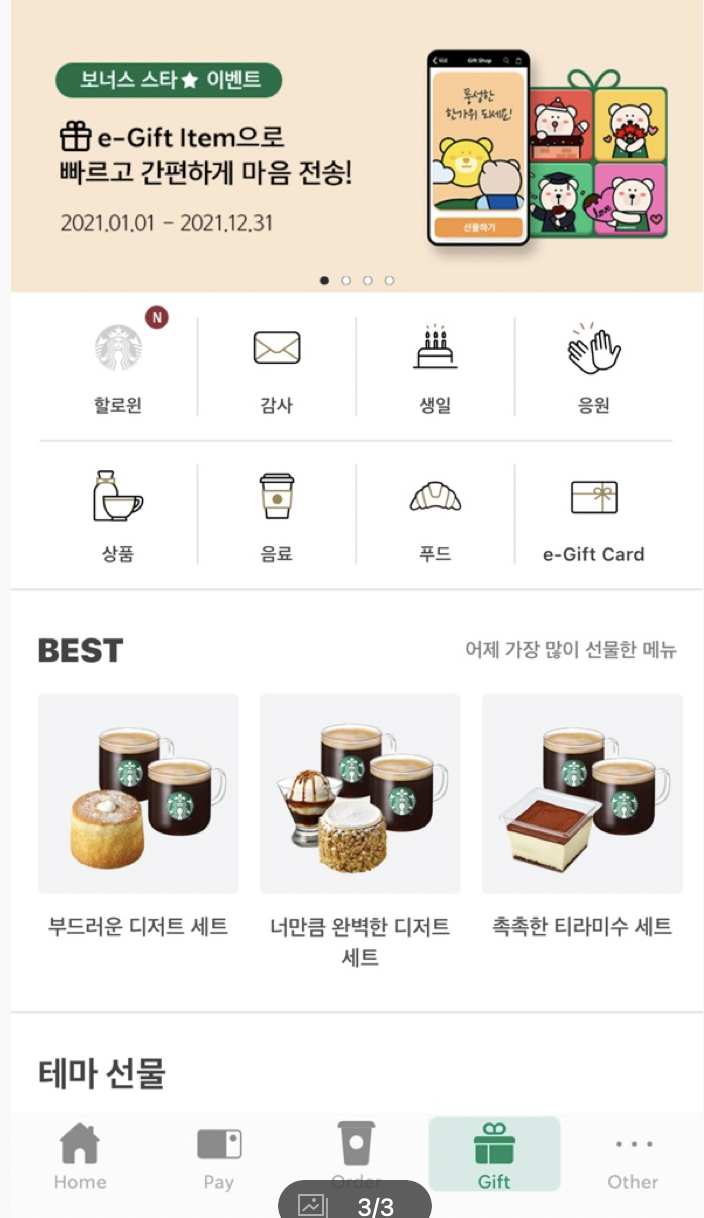 보너스 스타★ 이벤트
e-Gift Item으로
빠르고 간편하게 마음 전송!
2021.01.01 - 2021.12.31
Gift Shop
풍성한
한가위 되세요!
선물하기
Love
N
할로윈
감사
생일
응원
상품
음료
푸드
e-Gift Card
BEST
어제 가장 많이 선물한 메뉴
부드러운 디저트 세트
너만큼 완벽한 디저트
세트
촉촉한 티라미수 세트
테마 선물
Home
Pay
Order
Gift
Other
3/3